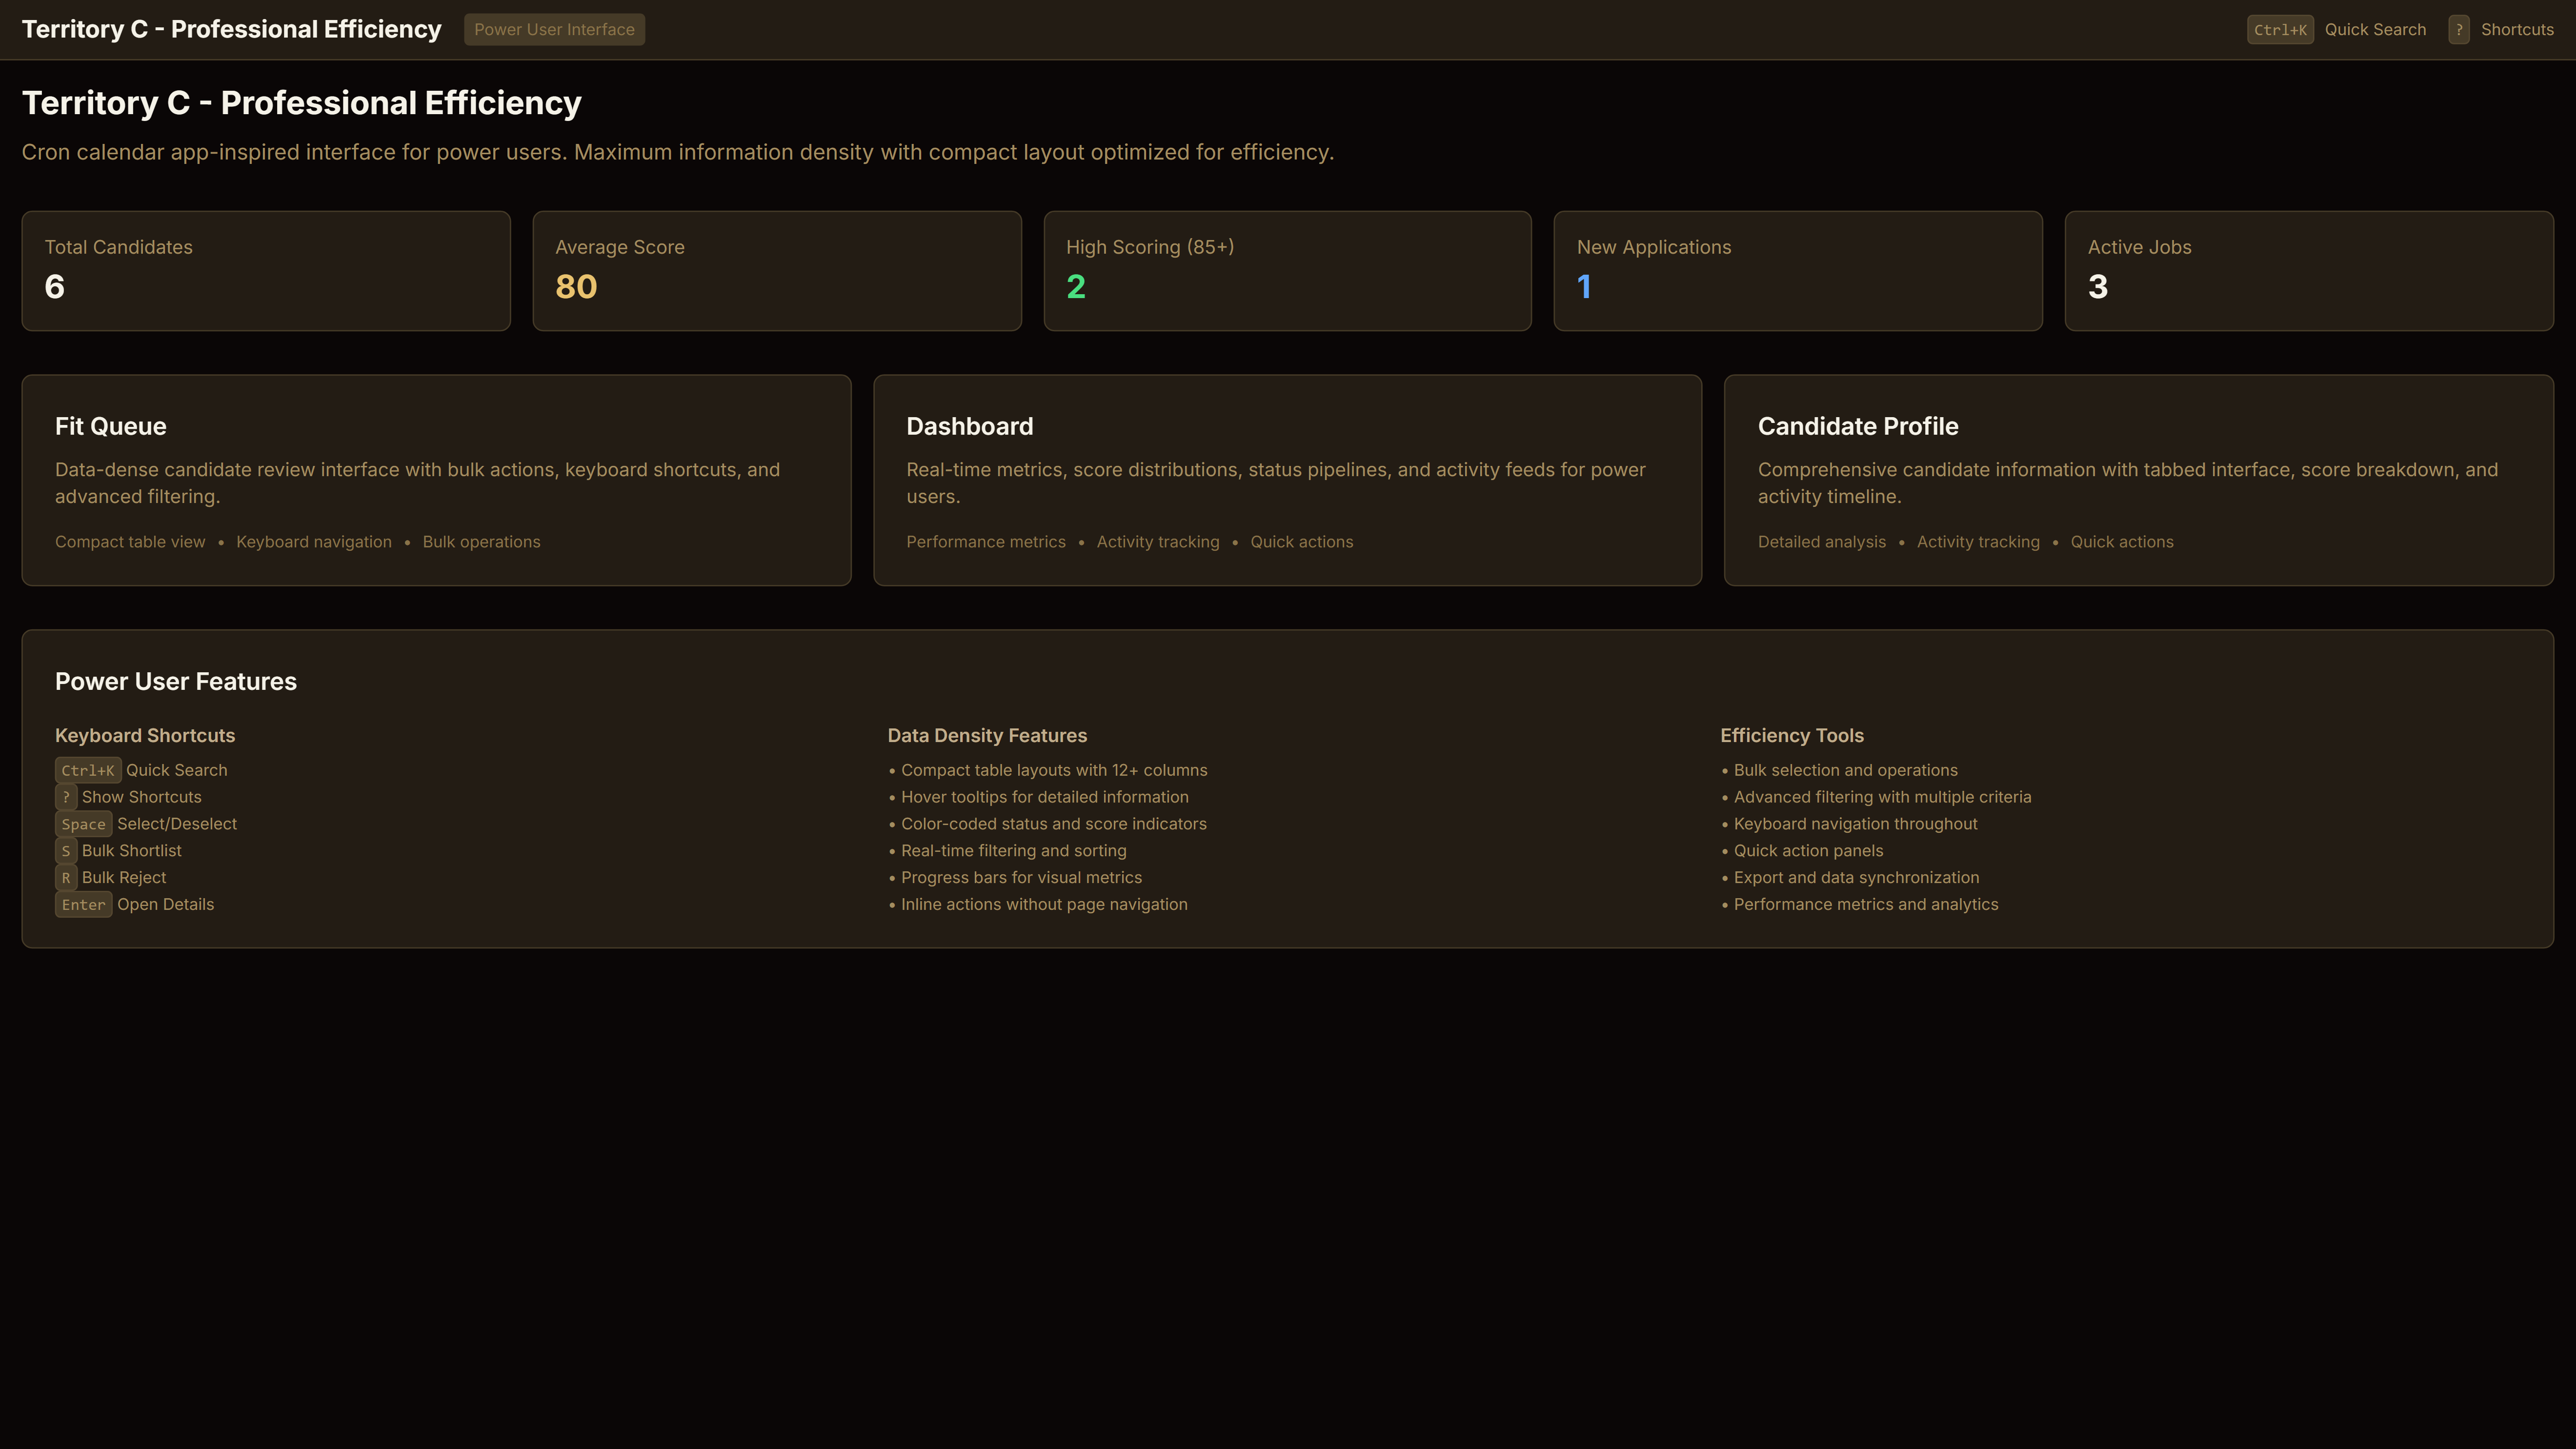 Territory C - Professional Efficiency
Power User Interface
Ctrl+K Quick Search
? Shortcuts
Territory C - Professional Efficiency
Cron calendar app-inspired interface for power users. Maximum information density with compact layout optimized for efficiency.
Total Candidates
6
Average Score
80
High Scoring (85+)
2
New Applications
1
Active Jobs
3
Fit Queue
Data-dense candidate review interface with bulk actions, keyboard shortcuts, and
advanced filtering.
Compact table view • Keyboard navigation • Bulk operations
Dashboard
Real-time metrics, score distributions, status pipelines, and activity feeds for power
users.
Performance metrics • Activity tracking • Quick actions
Candidate Profile
Comprehensive candidate information with tabbed interface, score breakdown, and
activity timeline.
Detailed analysis • Activity tracking • Quick actions
Power User Features
Keyboard Shortcuts
Ctrl+K Quick Search
? Show Shortcuts
Space Select/Deselect
S Bulk Shortlist
R Bulk Reject
Enter Open Details
Data Density Features
• Compact table layouts with 12+ columns
• Hover tooltips for detailed information
• Color-coded status and score indicators
• Real-time filtering and sorting
• Progress bars for visual metrics
• Inline actions without page navigation
Efficiency Tools
• Bulk selection and operations
• Advanced filtering with multiple criteria
• Keyboard navigation throughout
• Quick action panels
• Export and data synchronization
• Performance metrics and analytics